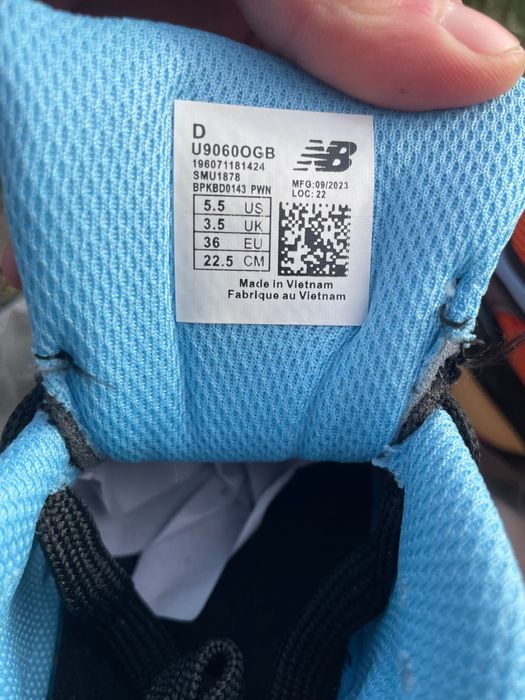 D
U9060OGB
196071181424
SMU1878
BPKBD0143 PWN
NB
MFG:09/2023
LOC: 22
5.5 US
3.5 UK
36 EU
22.5 CM
Made In Vietnam
Fabrique au Vietnam